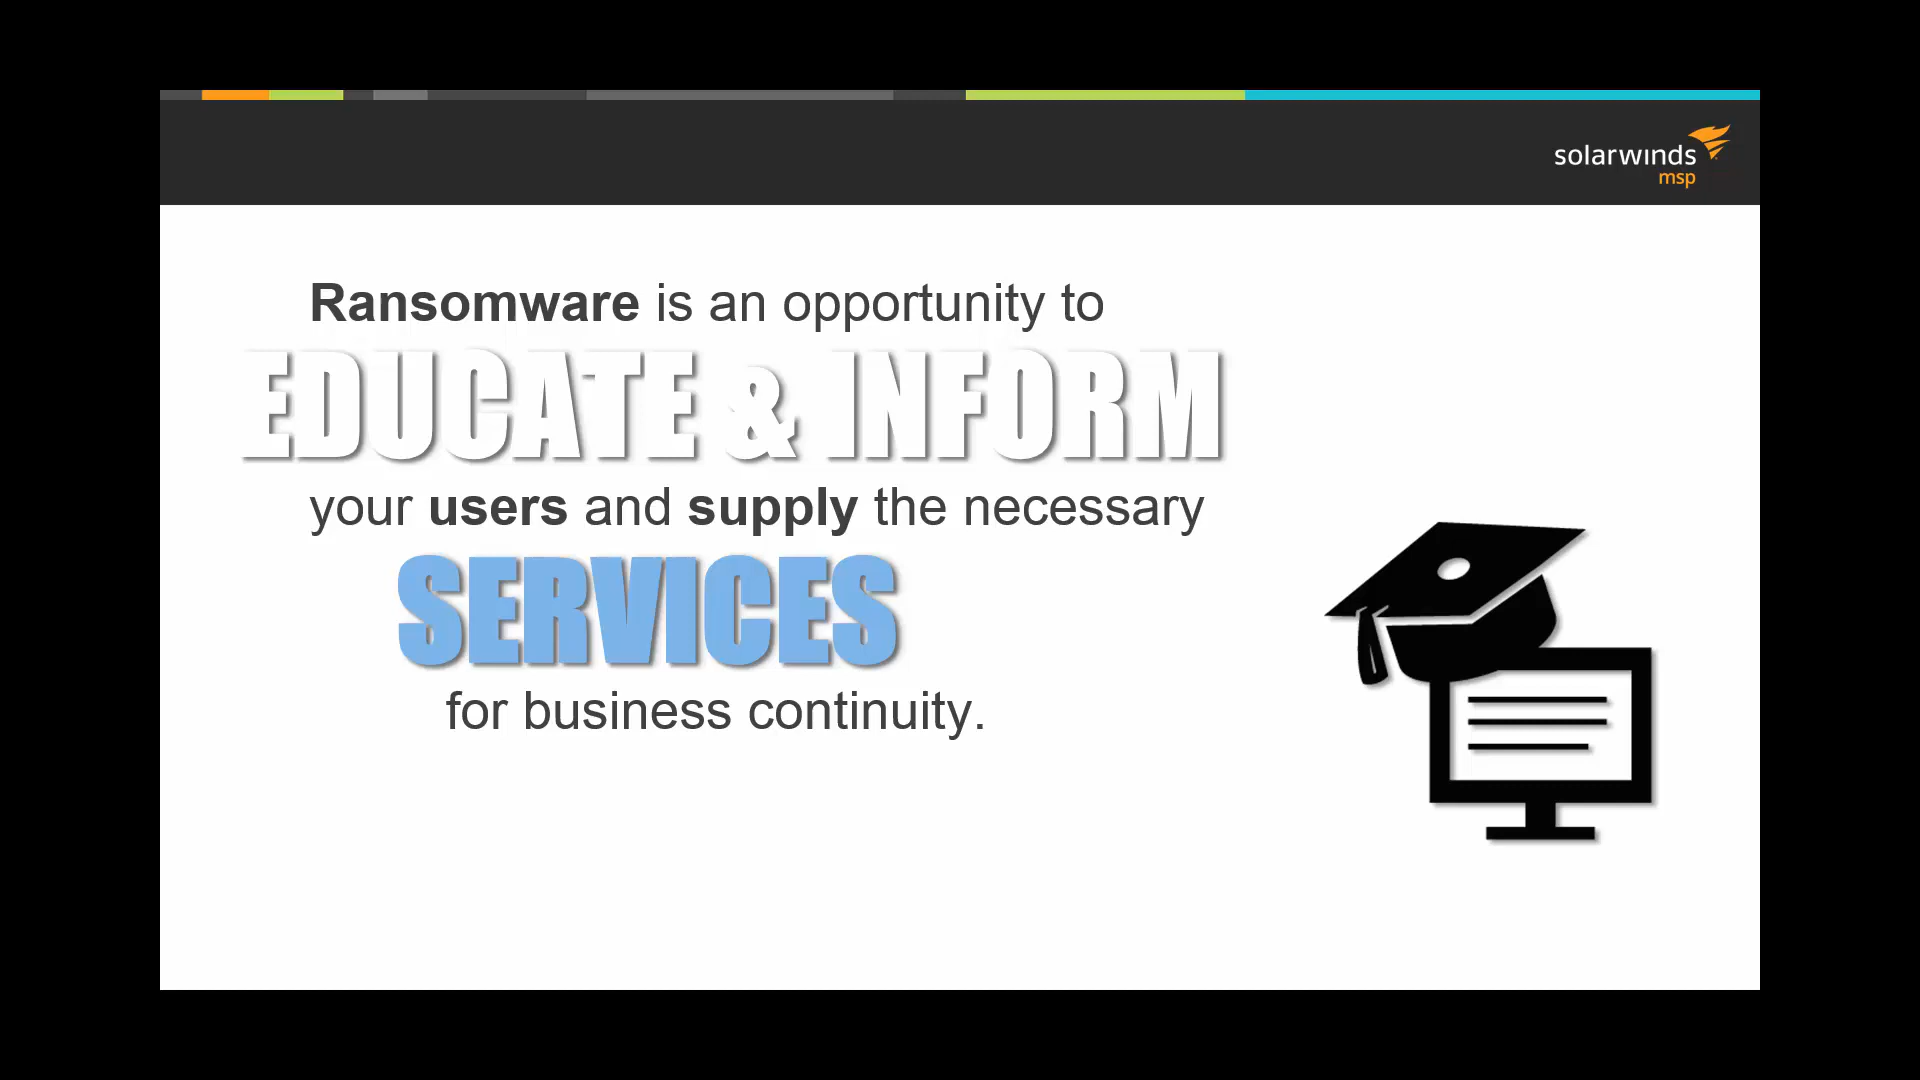 solarwinds
msp
Ransomware is an opportunity to
EDUCATE & INFORM
your users and supply the necessary
SERVICES
for business continuity.